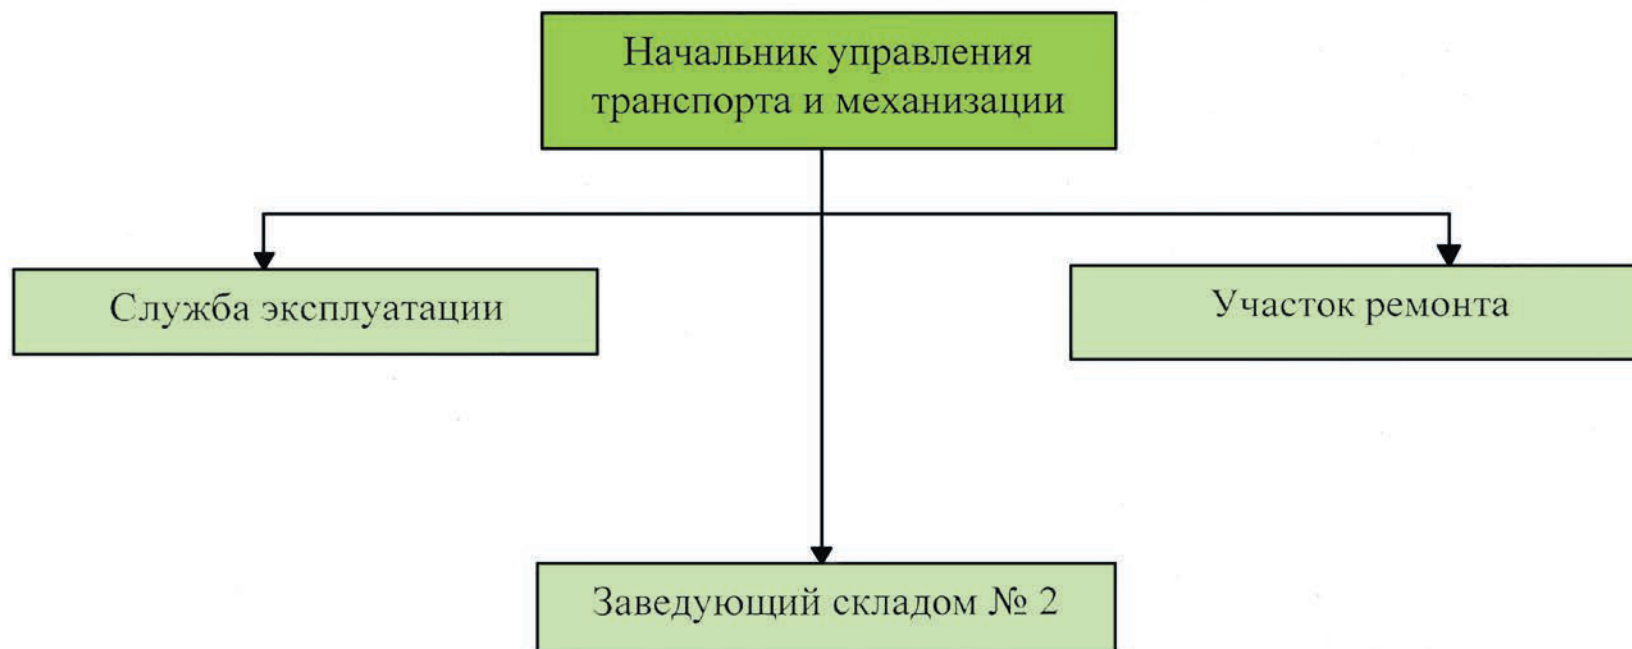 Начальник управления
транспорта и механизации
Служба эксплуатации
Участок ремонта
Заведующий складом № 2